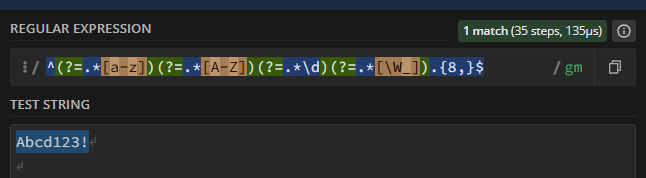 REGULAR EXPRESSION 1 match (35 steps, 135μs)
/ ^(?=.*[a-z])(?=.*[A-Z])(?=.*\d)(?=.*[\W_]).{8,}$ / gm
TEST STRING
Abcd123!↵
↵